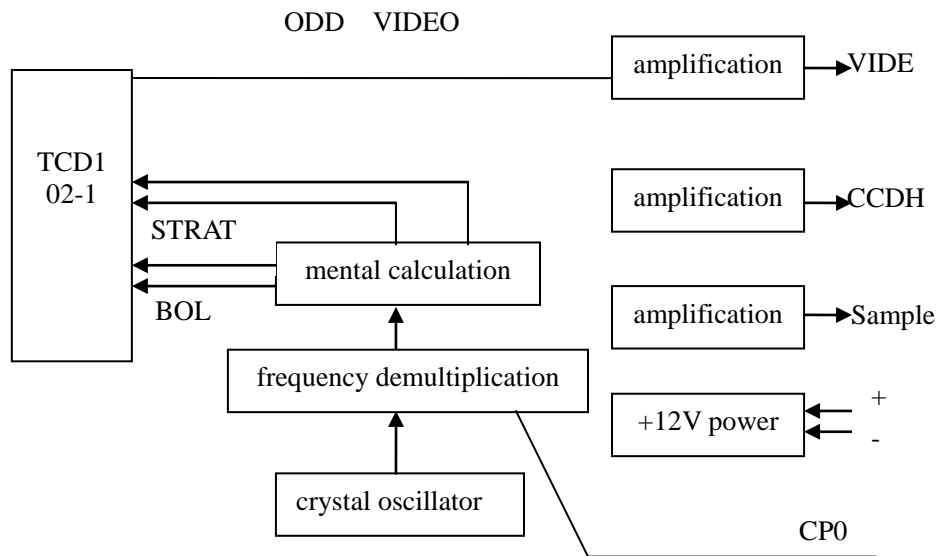 ODD VIDEO
amplification
VIDE
TCD1
02-1
amplification
CCDH
STRAT
mental calculation
BOL
amplification
Sample
frequency demultiplication
+12V power
+
-
crystal oscillator
CP0